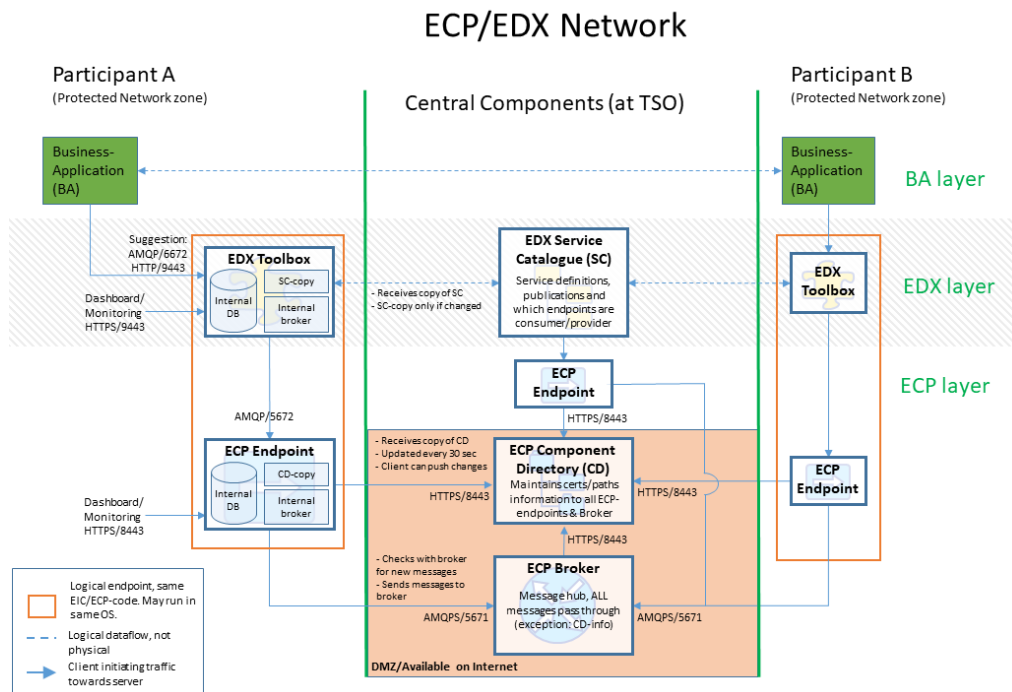 ECP/EDX Network
Participant A
(Protected Network zone)
Central Components (at TSO)
Participant B
(Protected Network zone)
Business-
Application
(BA)
Business-
Application
(BA)
BA layer
Suggestion:
AMQP/6672
HTTP/9443
EDX Toolbox
Internal
DB
SC-copy
Internal
broker
Dashboard/
Monitoring
HTTPS/9443
- Receives copy of SC
- SC-copy only if changed
EDX Service
Catalogue (SC)
Service definitions,
publications and
which endpoints are
consumer/provider
EDX
Toolbox
EDX layer
ECP
Endpoint
ECP layer
AMQP/5672
HTTPS/8443
ECP Endpoint
Internal
DB
CD-copy
Internal
broker
Dashboard/
Monitoring
HTTPS/8443
- Receives copy of CD
- Updated every 30 sec
- Client can push changes
HTTPS/8443
ECP Component
Directory (CD)
Maintains certs/paths
information to all ECP-
endpoints & Broker
HTTPS/8443
ECP
Endpoint
HTTPS/8443
- Checks with broker
for new messages
- Sends messages to
broker
AMQPS/5671
ECP Broker
Message hub, ALL
messages pass through
(exception: CD-info)
AMQPS/5671
DMZ/Available on Internet
Logical endpoint, same
EIC/ECP-code. May run in
same OS.
Logical dataflow, not
physical
Client initiating traffic
towards server